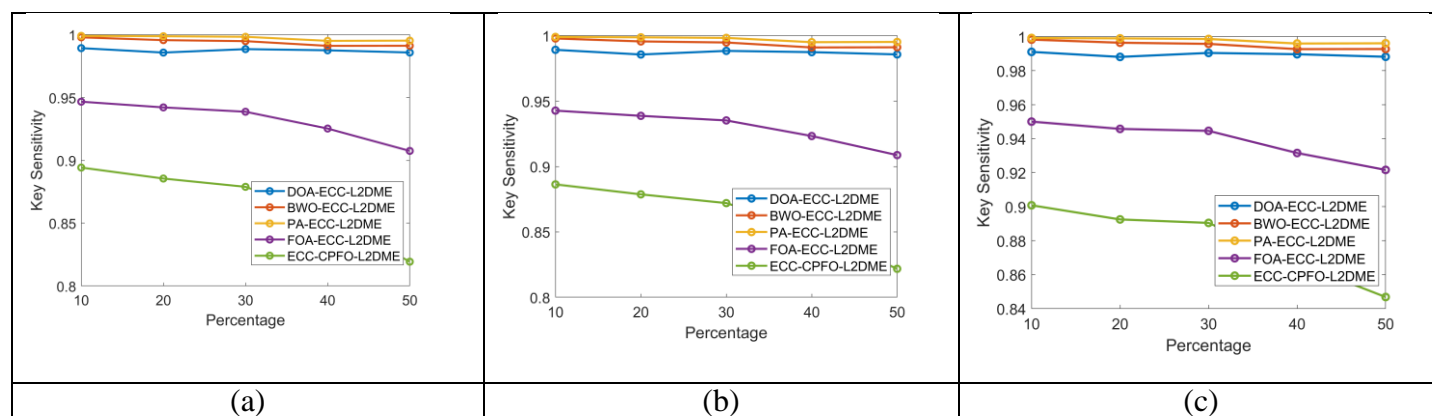 1
0.95
0.9
0.85
0.8
Key Sensitivity
DOA-ECC-L2DME
BWO-ECC-L2DME
PA-ECC-L2DME
FOA-ECC-L2DME
ECC-CPFO-L2DME
10 20 30 40 50
Percentage
(a)
1
0.95
0.9
0.85
0.8
Key Sensitivity
DOA-ECC-L2DME
BWO-ECC-L2DME
PA-ECC-L2DME
FOA-ECC-L2DME
ECC-CPFO-L2DME
10 20 30 40 50
Percentage
(b)
1
0.98
0.96
0.94
0.92
0.9
0.88
0.86
0.84
Key Sensitivity
DOA-ECC-L2DME
BWO-ECC-L2DME
PA-ECC-L2DME
FOA-ECC-L2DME
ECC-CPFO-L2DME
10 20 30 40 50
Percentage
(c)